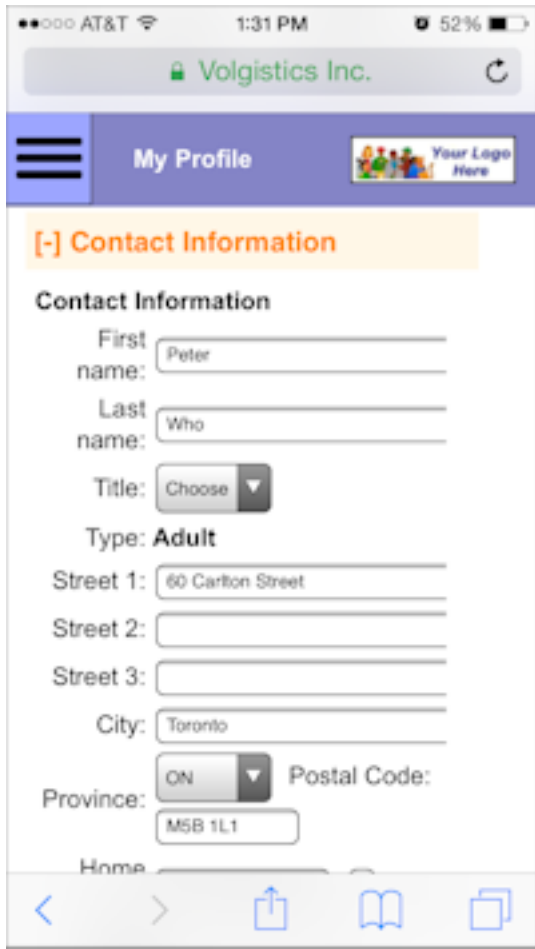 AT&T 1:31 PM 52%
Volgistics Inc.
My Profile Your Logo
Here
[-] Contact Information
Contact Information
First
name: Peter
Last
name: Who
Title: Choose
Type: Adult
Street 1: 60 Carlton Street
Street 2:
Street 3:
City: Toronto
Province: ON Postal Code:
M5B 1L1
Home